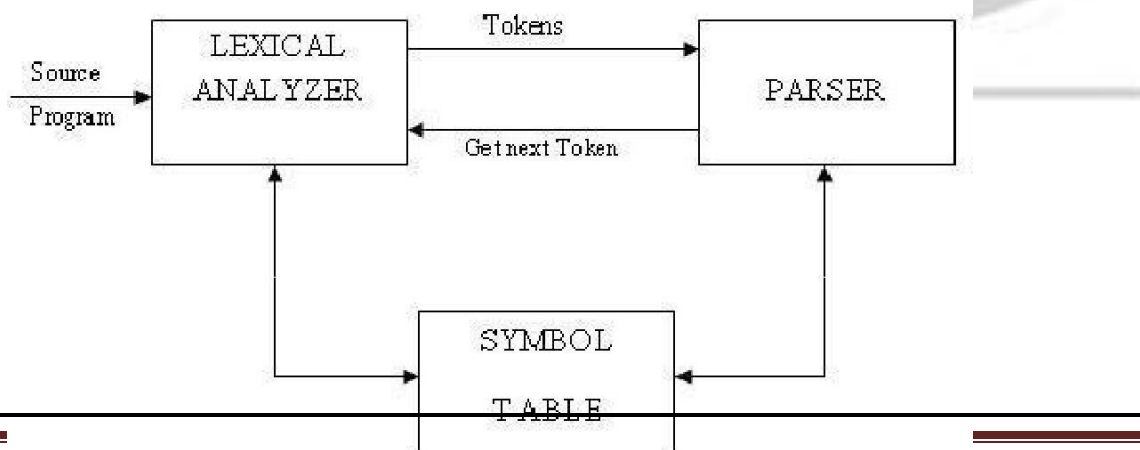 Source
Program
LEXICAL
ANALYZER
Tokens
Get next Token
PARSER
SYMBOL
TABLE